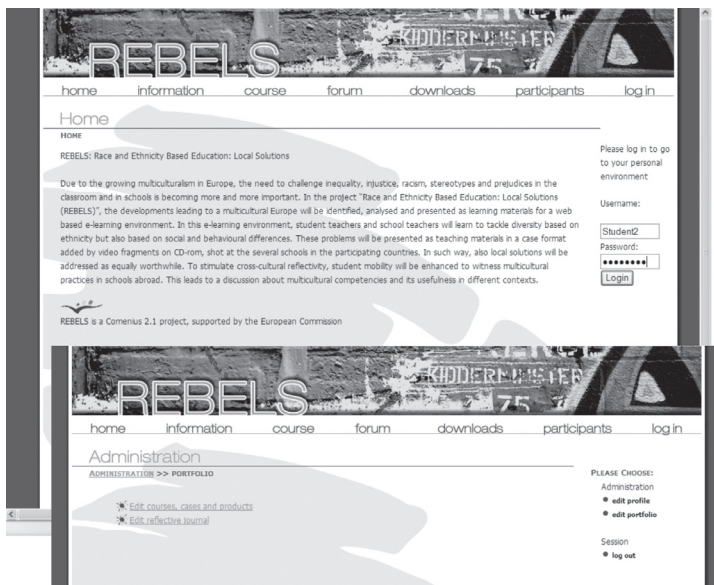 REBELS
KIDDERMINSTER
75
home information course forum downloads participants log in
Home
HOME
REBELS: Race and Ethnicity Based Education: Local Solutions
Due to the growing multiculturalism in Europe, the need to challenge inequality, injustice, racism, stereotypes and prejudices in the
classroom and in schools is becoming more and more important. In the project "Race and Ethnicity Based Education: Local Solutions
(REBELS)", the developments leading to a multicultural Europe will be identified, analysed and presented as learning materials for a web
based e-learning environment. In this e-learning environment, student teachers and school teachers will learn to tackle diversity based on
ethnicity but also based on social and behavioural differences. These problems will be presented as teaching materials in a case format
added by video fragments on CD-rom, shot at the several schools in the participating countries. In such way, also local solutions will be
addressed as equally worthwhile. To stimulate cross-cultural reflectivity, student mobility will be enhanced to witness multicultural
practices in schools abroad. This leads to a discussion about multicultural competencies and its usefulness in different contexts.
REBELS is a Comenius 2.1 project, supported by the European Commission
Please log in to go
to your personal
environment
Username:
Student2
Password:
●●●●●●●●
Login
REBELS
KIDDERMINSTER
75
home information course forum downloads participants log in
Administration
ADMINISTRATION >> PORTFOLIO
Edit courses, cases and products
Edit reflective journal
PLEASE CHOOSE:
Administration
edit profile
edit portfolio
Session
log out